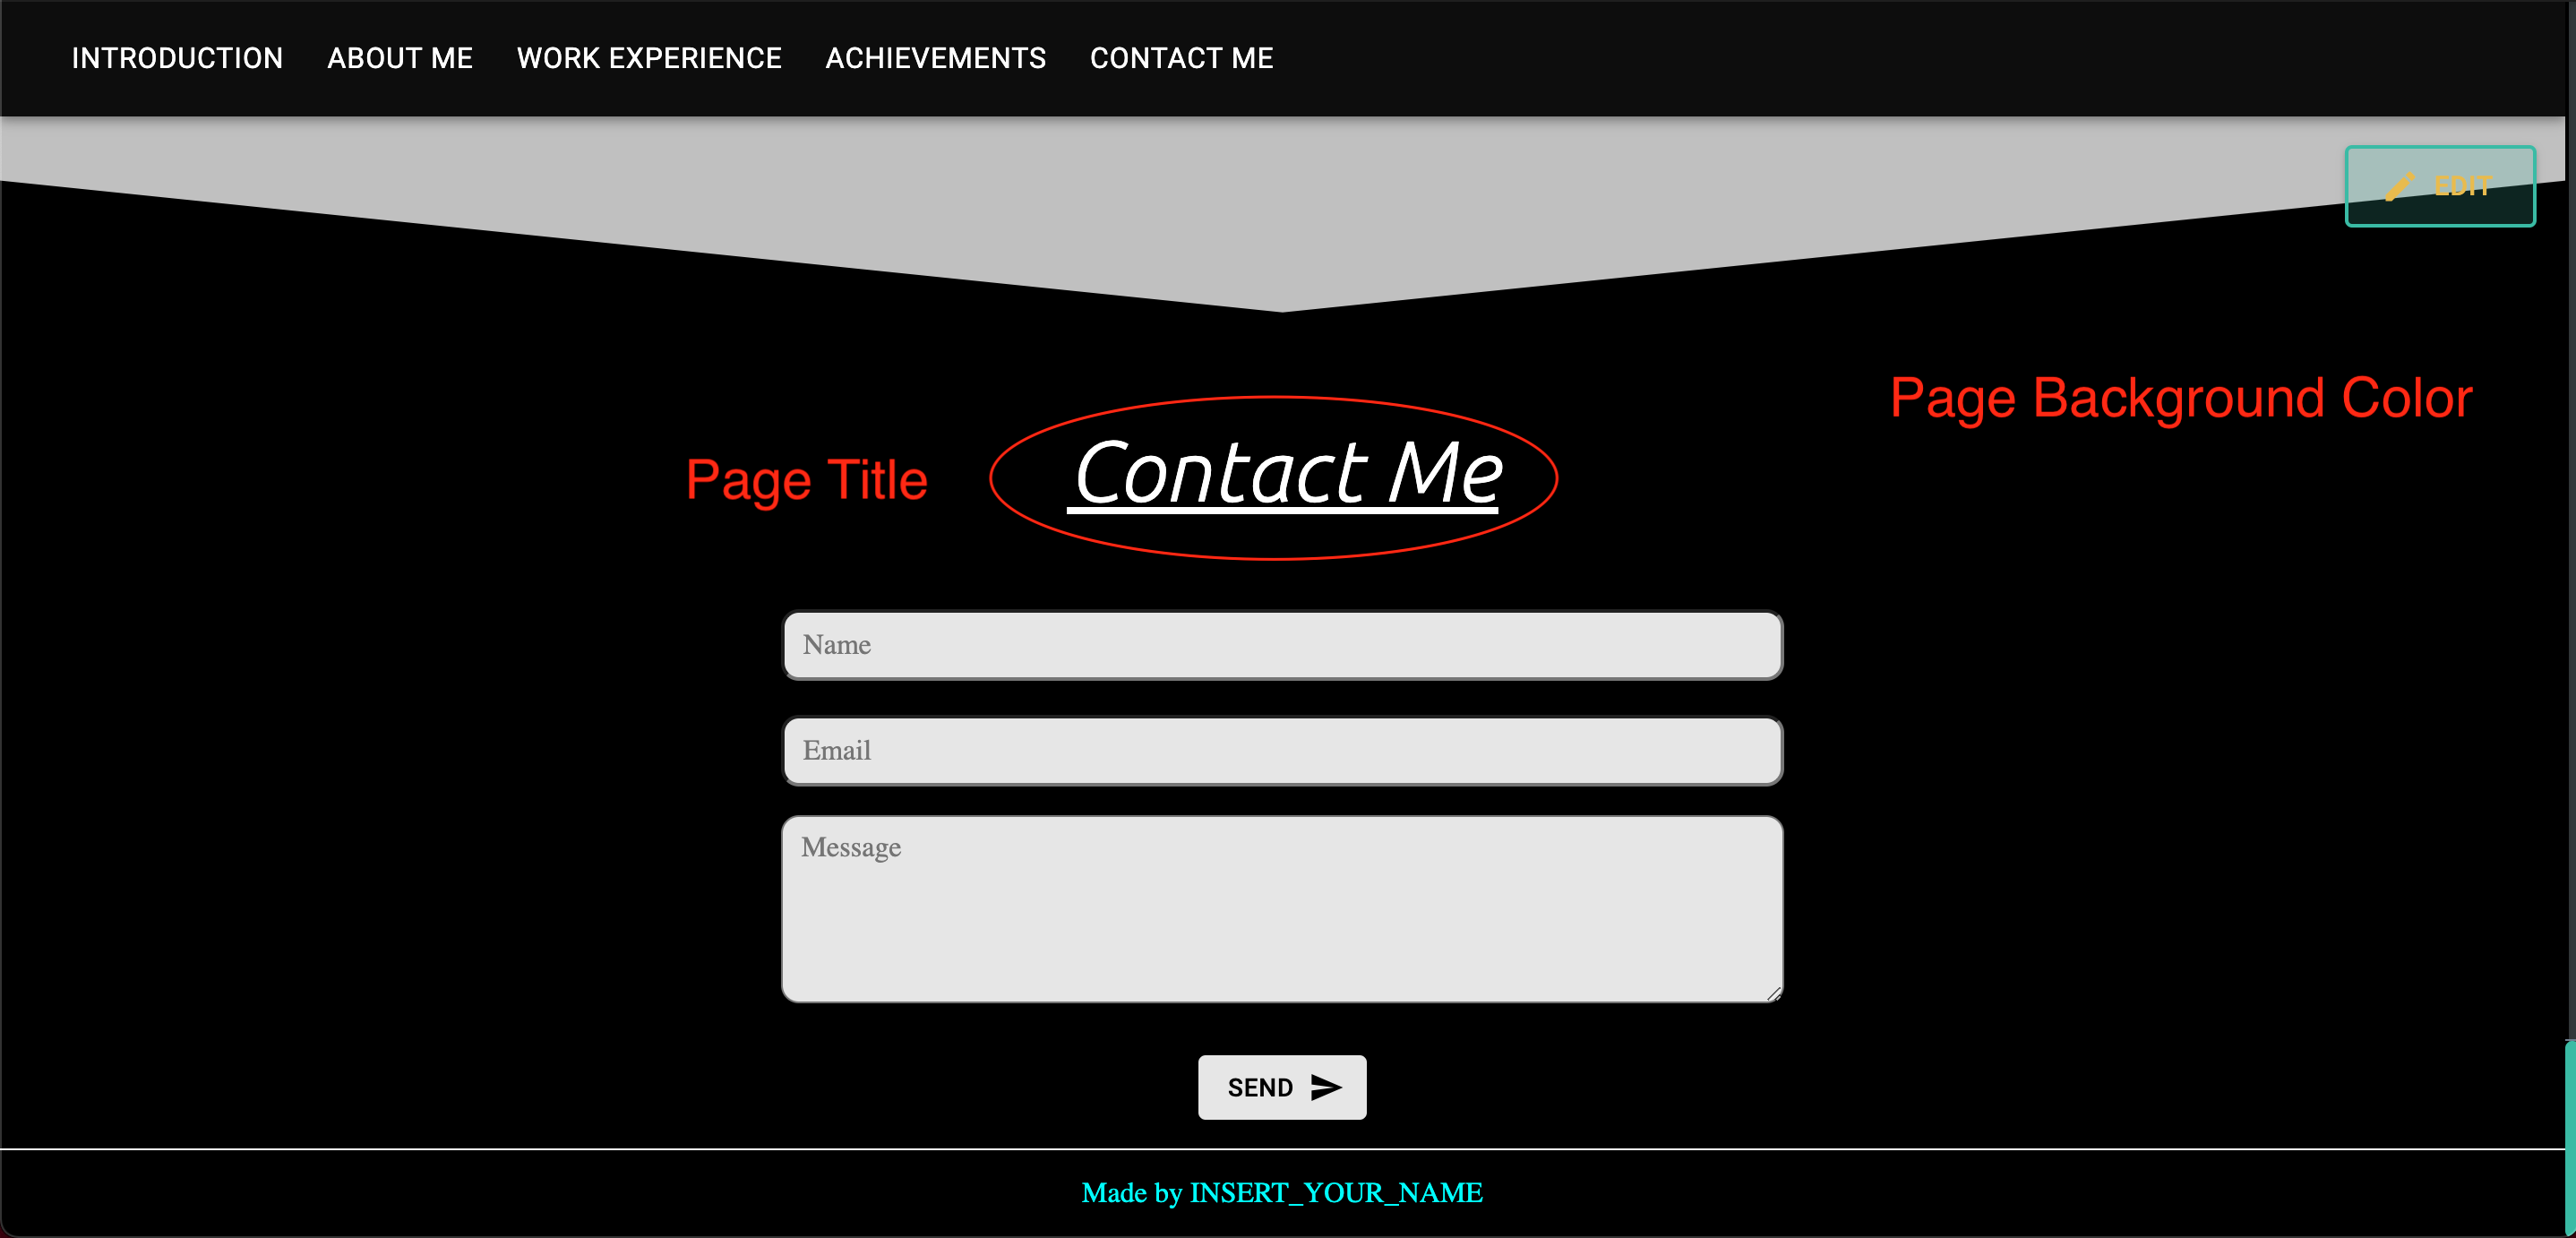 INTRODUCTION ABOUT ME WORK EXPERIENCE ACHIEVEMENTS CONTACT ME
EDIT
Page Background Color
Page Title Contact Me
Name
Email
Message
SEND
Made by INSERT_YOUR_NAME